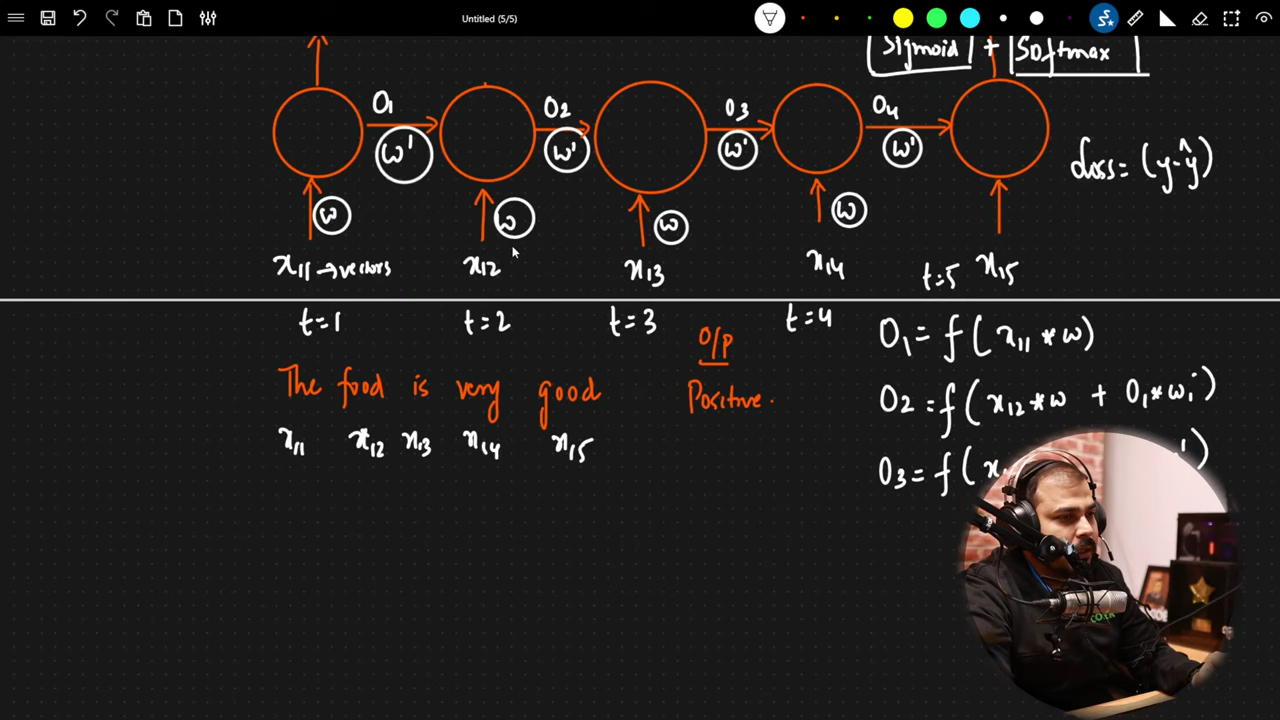 Untitled (5/5)
Sigmoid + Softmax
O1 O2 O3 O4
w' w' w' w'
loss = (y-ŷ)
w w w w
x11 → vectors x12 x13 x14 x15
t=1 t=2 t=3 t=4 t=5
O/P
The food is very good Positive.
x11 x12 x13 x14 x15
O1 = f(x11 * w)
O2 = f(x12 * w + O1 * w')
O3 = f(